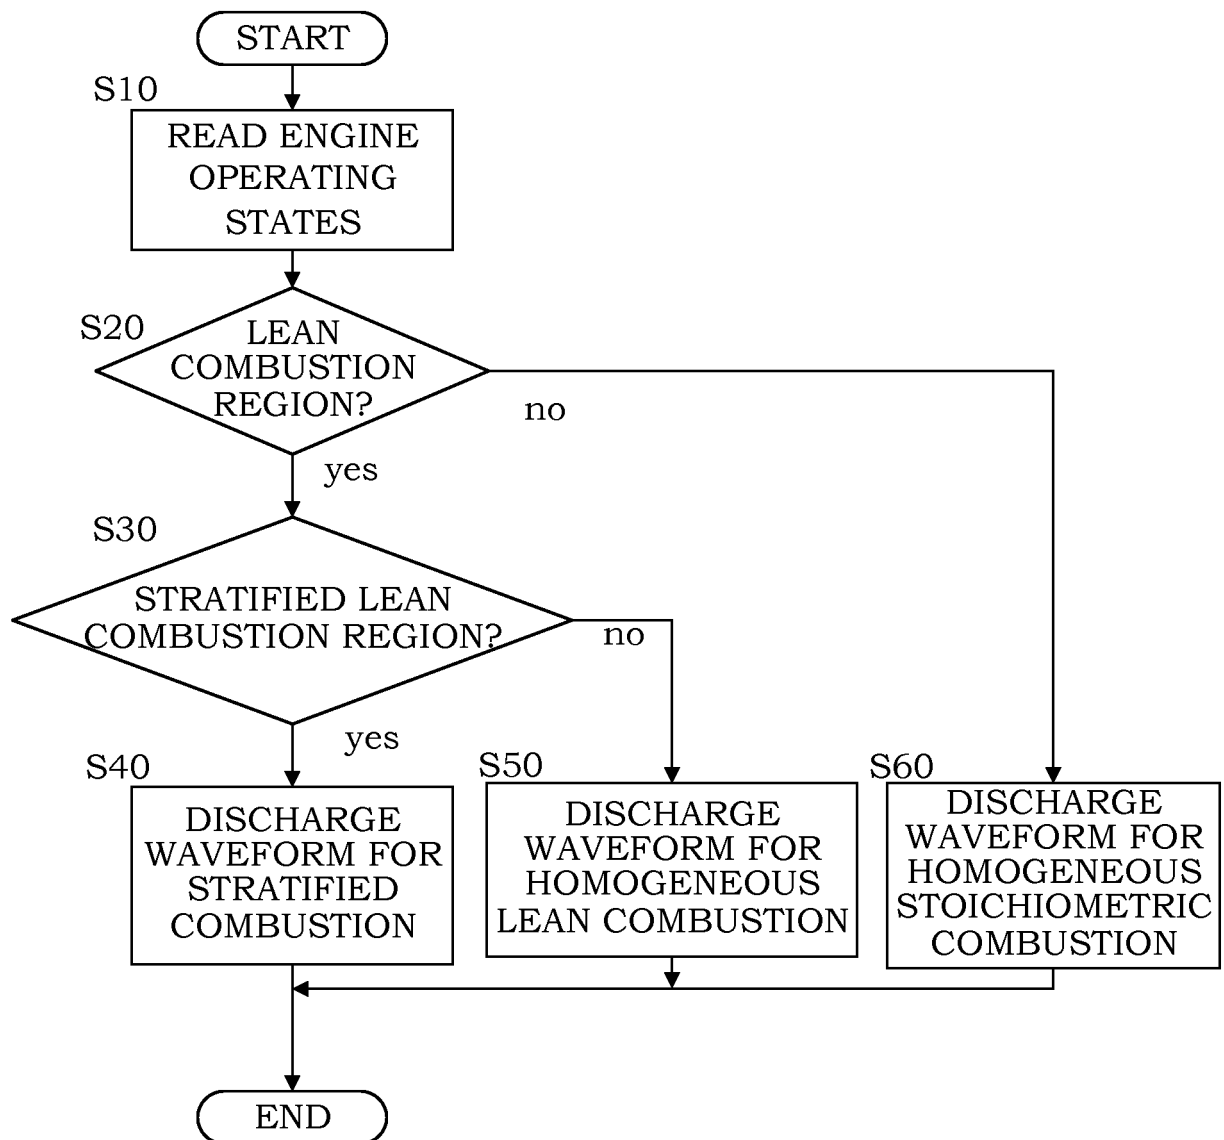 START
S10
READ ENGINE
OPERATING
STATES
S20
LEAN
COMBUSTION
REGION?
no
yes
S30
STRATIFIED LEAN
COMBUSTION REGION?
no
yes
S40
DISCHARGE
WAVEFORM FOR
STRATIFIED
COMBUSTION
S50
DISCHARGE
WAVEFORM FOR
HOMOGENEOUS
LEAN COMBUSTION
S60
DISCHARGE
WAVEFORM FOR
HOMOGENEOUS
STOICHIOMETRIC
COMBUSTION
END